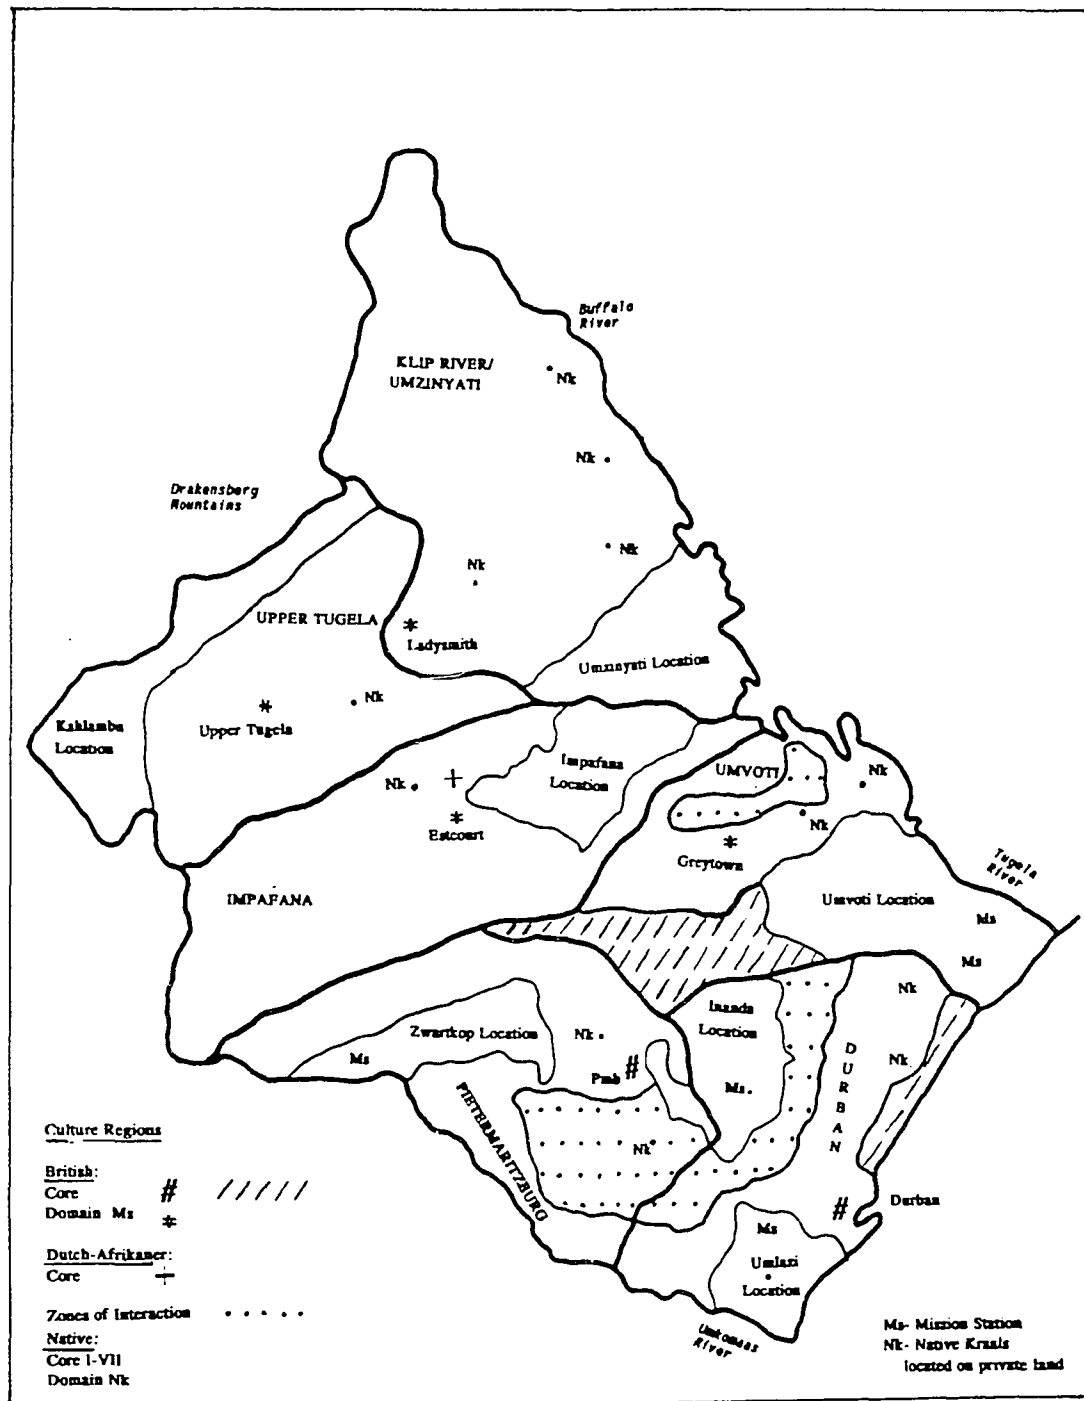 Buffalo
River
KLIP RIVER/
UMZINYATI
Nk
Nk
Drakensberg
Mountains
Nk
Nk
UPPER TUGELA
*
Ladysmith
Umzinyati Location
Kahlamba
Location
*
Upper Tugela
Nk
Impafana
Location
UMVOTI
Nk
Nk
+
*
Estcourt
Nk
*
Greytown
Tugela
River
IMPAFANA
Umvoti Location
Ms
Ms
Nk
Inanda
Location
Zwartkop Location
Nk
Ms
#
Pmb
Nk
DURBAN
Ms
PIETERMARITZBURG
Nk
#
Durban
Ms
Umlazi
Location
Umkomaas
River
Culture Regions
British:
Core # / / / / /
Domain Ms
*
Dutch-Afrikaner:
Core +
Zones of Interaction . . . . .
Native:
Core I-VII
Domain Nk
Ms- Mission Station
Nk- Native Kraals
located on private land